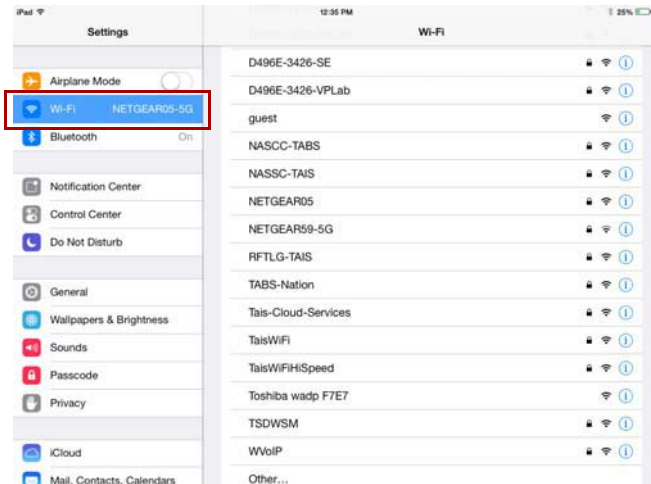 iPad 12:35 PM 25%
Settings
Wi-Fi
Airplane Mode
Wi-Fi NETGEAR05-5G
Bluetooth On
Notification Center
Control Center
Do Not Disturb
General
Wallpapers & Brightness
Sounds
Passcode
Privacy
iCloud
Mail, Contacts, Calendars
D496E-3426-SE
D496E-3426-VPLab
guest
NASCC-TABS
NASSC-TAIS
NETGEAR05
NETGEAR59-5G
RFTLG-TAIS
TABS-Nation
Tais-Cloud-Services
TaisWiFi
TaisWiFiHiSpeed
Toshiba wadp F7E7
TSDWSM
WVoIP
Other...